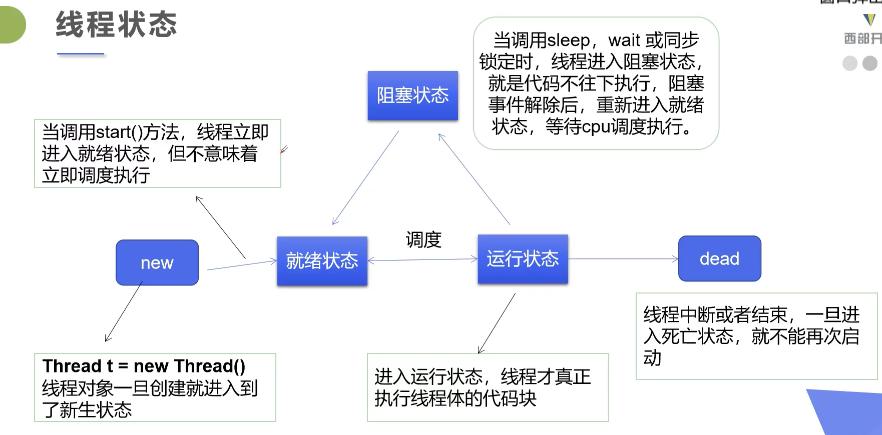 线程状态
西部开
当调用sleep，wait 或同步
锁定时，线程进入阻塞状态，
就是代码不往下执行，阻塞
事件解除后，重新进入就绪
状态，等待cpu调度执行。
阻塞状态
当调用start()方法，线程立即
进入就绪状态，但不意味着
立即调度执行
new
就绪状态
调度
运行状态
dead
Thread t = new Thread()
线程对象一旦创建就进入到
了新生状态
进入运行状态，线程才真正
执行线程体的代码块
线程中断或者结束，一旦进
入死亡状态，就不能再次启
动